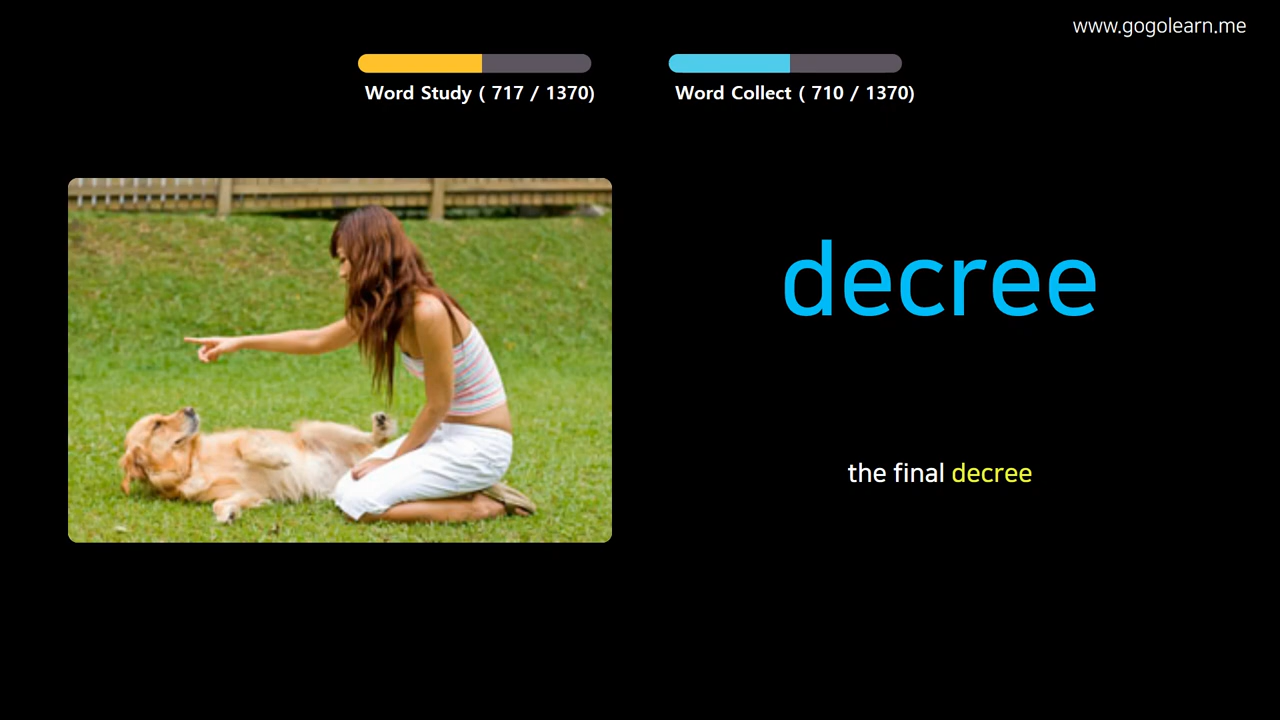 www.gogolearn.me
Word Study ( 717 / 1370)
Word Collect ( 710 / 1370)
decree
the final decree